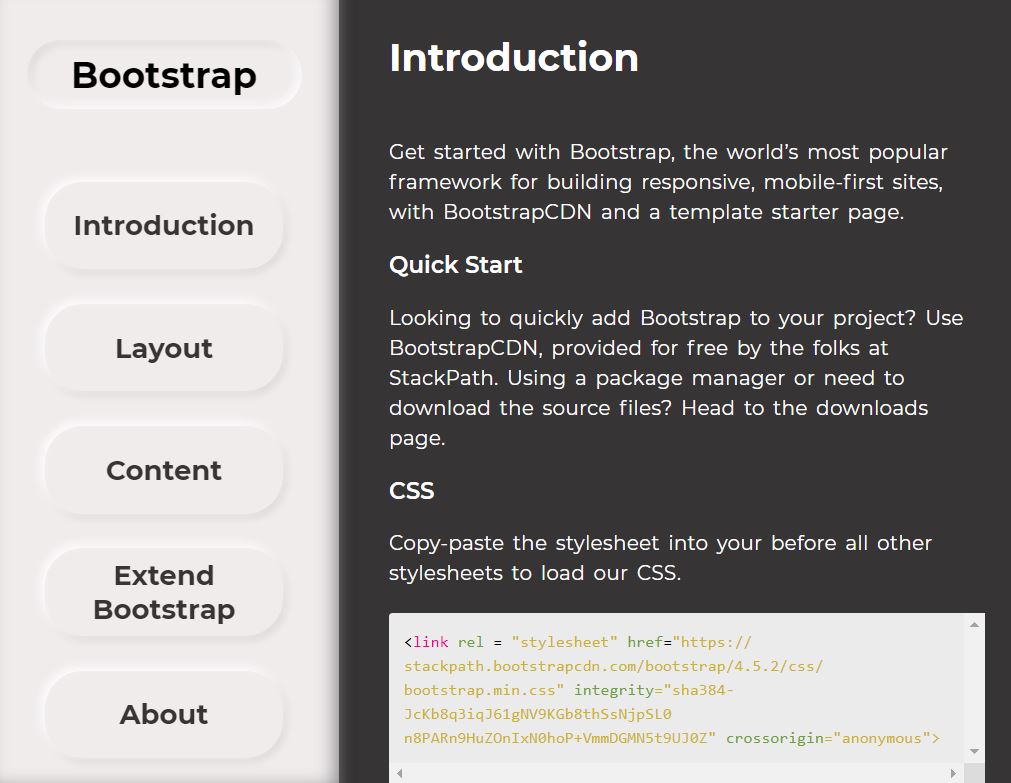 Bootstrap
Introduction
Layout
Content
Extend
Bootstrap
About
Introduction
Get started with Bootstrap, the world’s most popular
framework for building responsive, mobile-first sites,
with BootstrapCDN and a template starter page.
Quick Start
Looking to quickly add Bootstrap to your project? Use
BootstrapCDN, provided for free by the folks at
StackPath. Using a package manager or need to
download the source files? Head to the downloads
page.
CSS
Copy-paste the stylesheet into your before all other
stylesheets to load our CSS.
<link rel = "stylesheet" href="https://
stackpath.bootstrapcdn.com/bootstrap/4.5.2/css/
bootstrap.min.css" integrity="sha384-
JcKb8q3iqJ61gNV9KGb8thSsNjpSL0
n8PARn9HuZOnIxN0hoP+VmmDGMN5t9UJ0Z" crossorigin="anonymous">